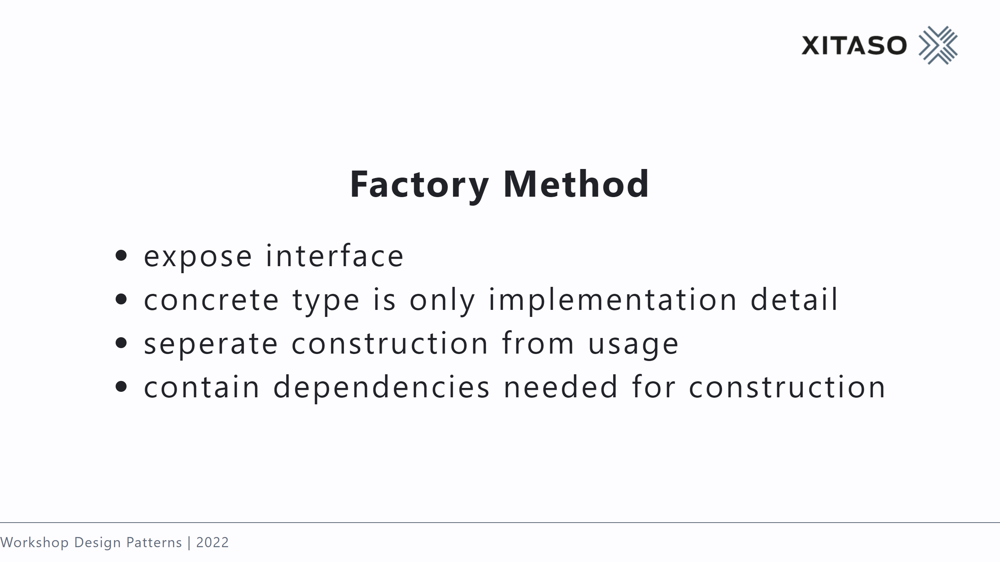 XITASO
Factory Method
• expose interface
• concrete type is only implementation detail
• seperate construction from usage
• contain dependencies needed for construction
Workshop Design Patterns | 2022